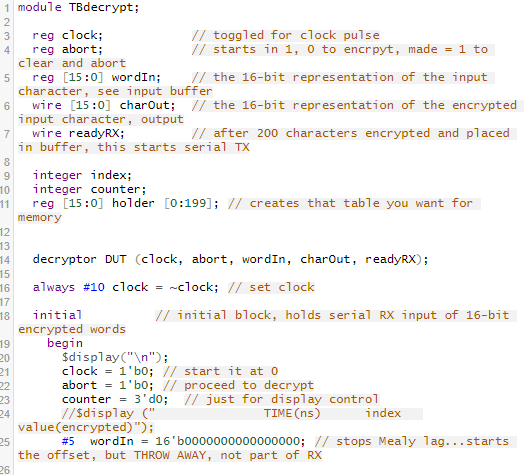 1 module TBdecrypt;
2
3 reg clock; // toggled for clock pulse
4 reg abort; // starts in 1, 0 to encrpyt, made = 1 to
clear and abort
5 reg [15:0] wordIn; // the 16-bit representation of the input
character, see input buffer
6 wire [15:0] charOut; // the 16-bit representation of the encrypted
input character, output
7 wire readyRX; // after 200 characters encrypted and placed
in buffer, this starts serial TX
8
9 integer index;
10 integer counter;
11 reg [15:0] holder [0:199]; // creates that table you want for
memory
12
13
14 decryptor DUT (clock, abort, wordIn, charOut, readyRX);
15
16 always #10 clock = ~clock; // set clock
17
18 initial // initial block, holds serial RX input of 16-bit
encrypted words
19 begin
20 $display("\n");
21 clock = 1'b0; // start it at 0
22 abort = 1'b0; // proceed to decrypt
23 counter = 3'd0; // just for display control
24 //$display (" TIME(ns) index
value(encrypted)");
25 #5 wordIn = 16'b0000000000000000; // stops Mealy lag...starts
the offset, but THROW AWAY, not part of RX
26